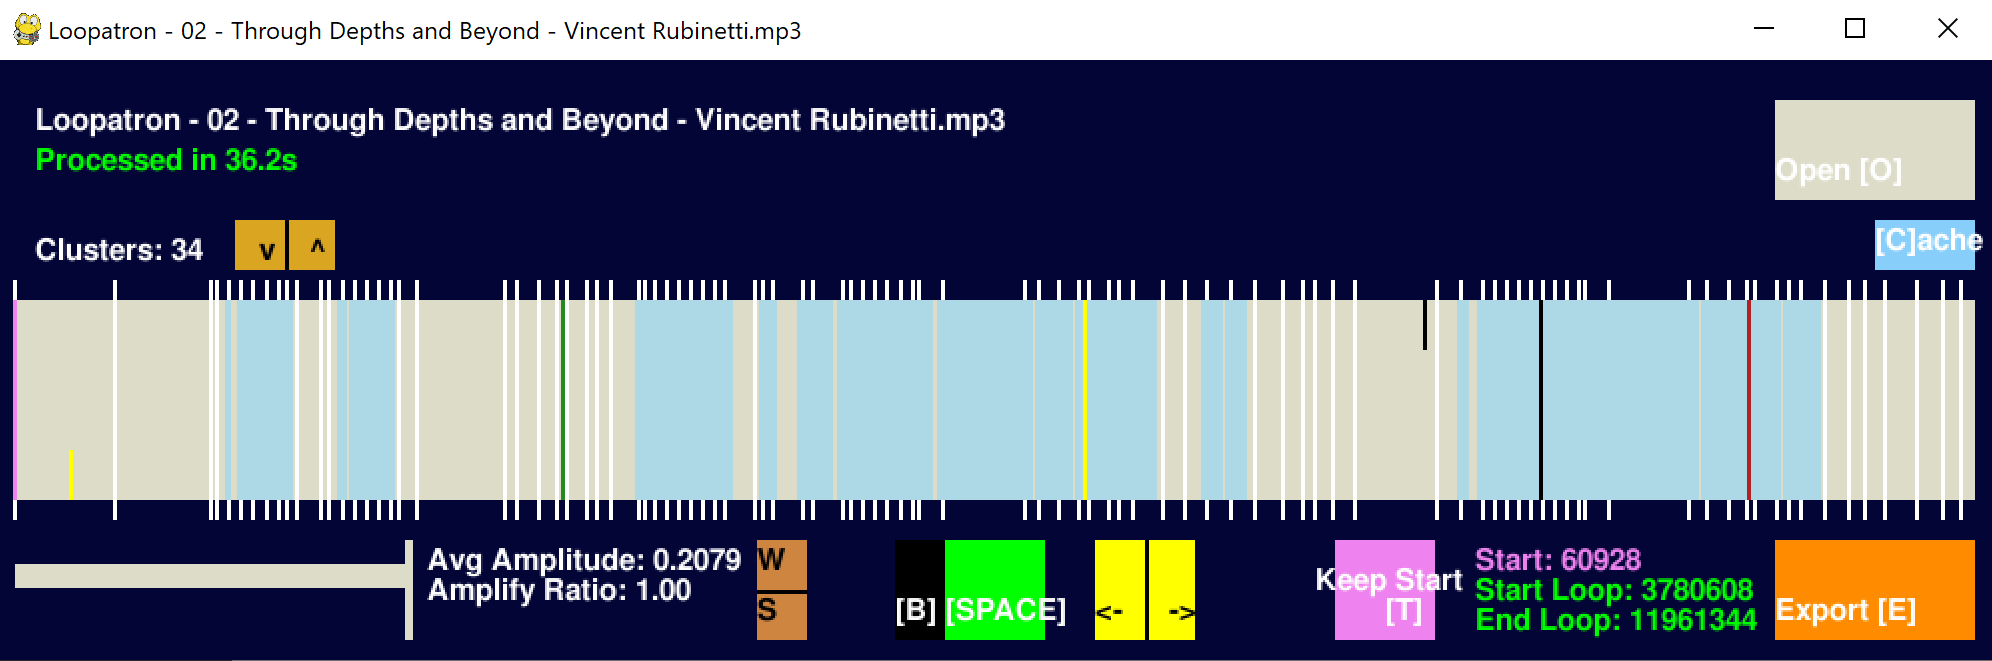 Loopatron - 02 - Through Depths and Beyond - Vincent Rubinetti.mp3
Loopatron - 02 - Through Depths and Beyond - Vincent Rubinetti.mp3
Processed in 36.2s
Open [O]
Clusters: 34
v ^
[C]ache
Avg Amplitude: 0.2079
Amplify Ratio: 1.00
W
S
[B] [SPACE]
<- ->
Keep Start
[T]
Start: 60928
Start Loop: 3780608
End Loop: 11961344
Export [E]